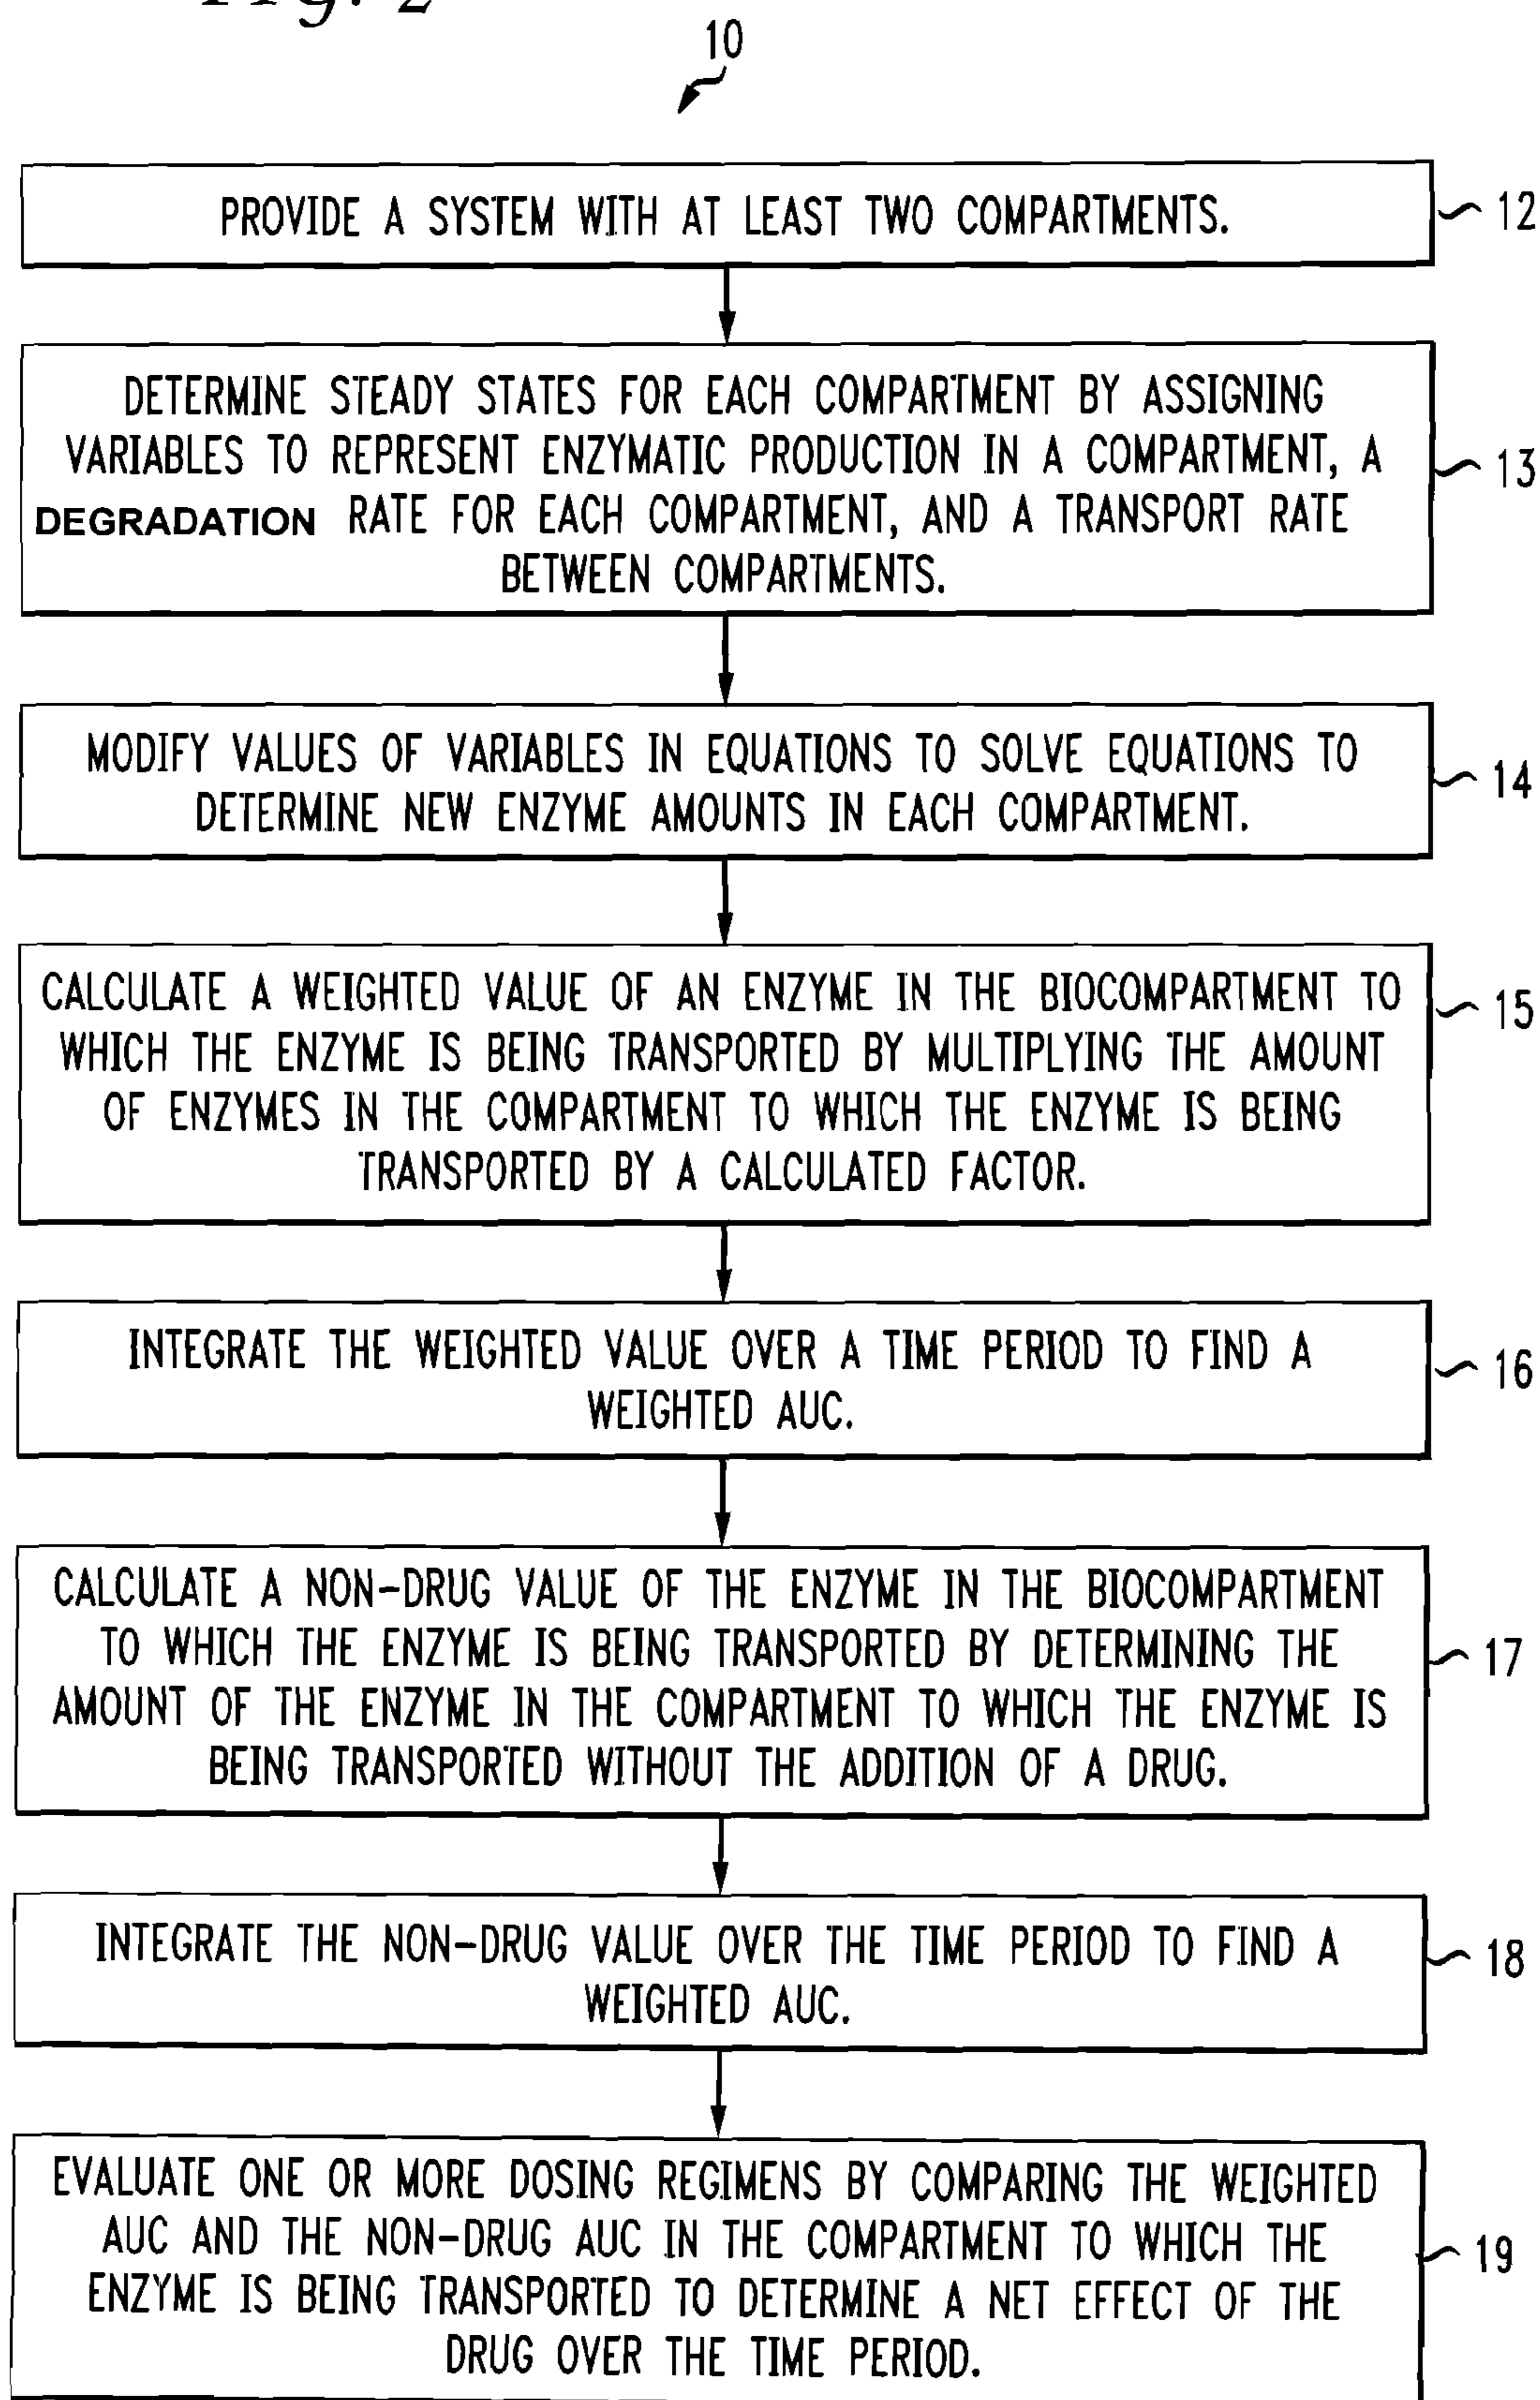 Fig. 2
10
PROVIDE A SYSTEM WITH AT LEAST TWO COMPARTMENTS.
12
DETERMINE STEADY STATES FOR EACH COMPARTMENT BY ASSIGNING
VARIABLES TO REPRESENT ENZYMATIC PRODUCTION IN A COMPARTMENT, A
DEGRADATION RATE FOR EACH COMPARTMENT, AND A TRANSPORT RATE
BETWEEN COMPARTMENTS.
13
MODIFY VALUES OF VARIABLES IN EQUATIONS TO SOLVE EQUATIONS TO
DETERMINE NEW ENZYME AMOUNTS IN EACH COMPARTMENT.
14
CALCULATE A WEIGHTED VALUE OF AN ENZYME IN THE BIOCOMPARTMENT TO
WHICH THE ENZYME IS BEING TRANSPORTED BY MULTIPLYING THE AMOUNT
OF ENZYMES IN THE COMPARTMENT TO WHICH THE ENZYME IS BEING
TRANSPORTED BY A CALCULATED FACTOR.
15
INTEGRATE THE WEIGHTED VALUE OVER A TIME PERIOD TO FIND A
WEIGHTED AUC.
16
CALCULATE A NON-DRUG VALUE OF THE ENZYME IN THE BIOCOMPARTMENT
TO WHICH THE ENZYME IS BEING TRANSPORTED BY DETERMINING THE
AMOUNT OF THE ENZYME IN THE COMPARTMENT TO WHICH THE ENZYME IS
BEING TRANSPORTED WITHOUT THE ADDITION OF A DRUG.
17
INTEGRATE THE NON-DRUG VALUE OVER THE TIME PERIOD TO FIND A
WEIGHTED AUC.
18
EVALUATE ONE OR MORE DOSING REGIMENS BY COMPARING THE WEIGHTED
AUC AND THE NON-DRUG AUC IN THE COMPARTMENT TO WHICH THE
ENZYME IS BEING TRANSPORTED TO DETERMINE A NET EFFECT OF THE
DRUG OVER THE TIME PERIOD.
19